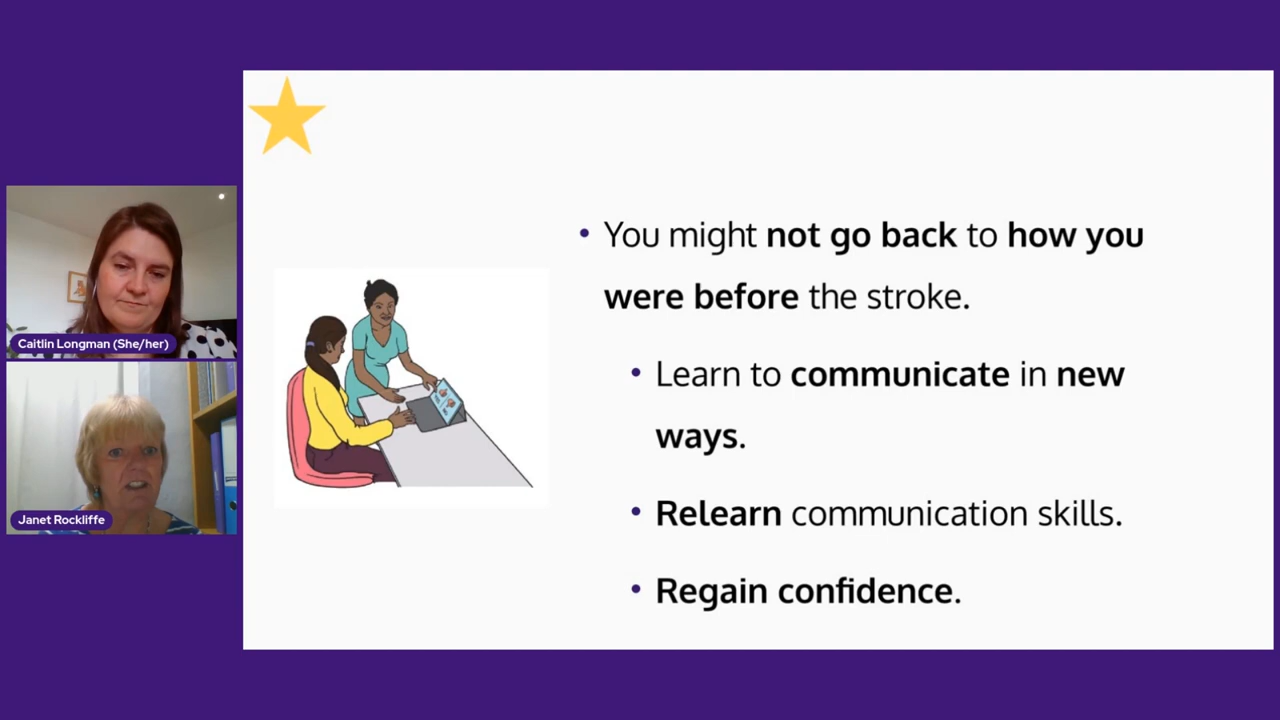 Caitlin Longman (She/her)
Janet Rockliffe
• You might not go back to how you
were before the stroke.
• Learn to communicate in new
ways.
• Relearn communication skills.
• Regain confidence.